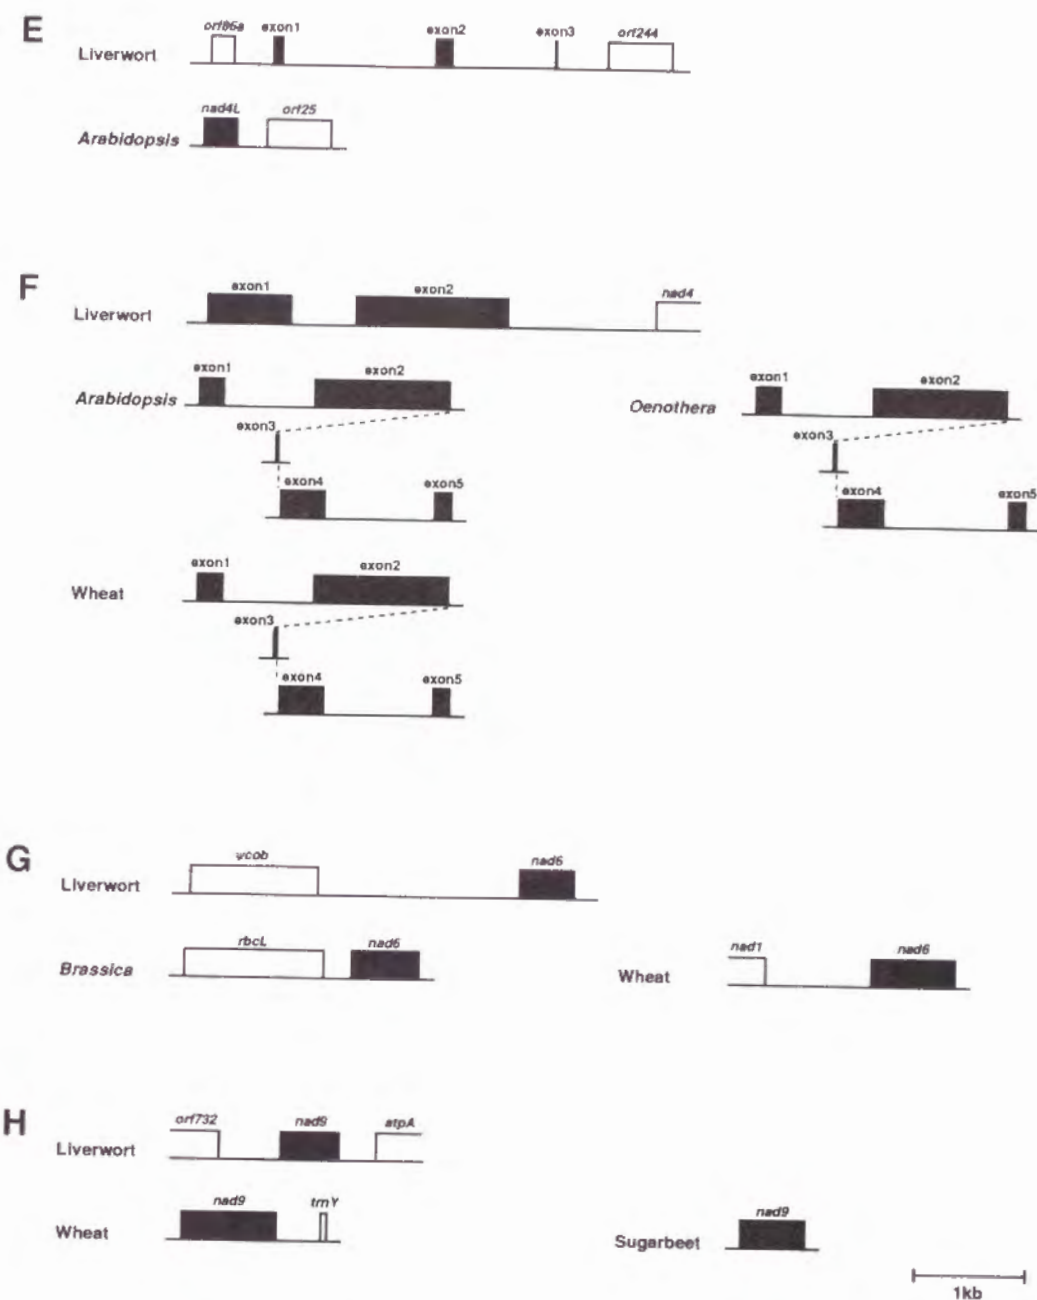 E
orf86a exon1 exon2 exon3 orf244
Liverwort
nad4L orf25
Arabidopsis
F
exon1 exon2 nad4
Liverwort
exon1 exon2
Arabidopsis
exon3
exon4 exon5
exon1 exon2
Oenothera
exon3
exon4 exon5
exon1 exon2
Wheat
exon3
exon4 exon5
G
ψcob nad6
Liverwort
rbcL nad6
Brassica
nad1 nad6
Wheat
H
orf732 nad9 atpA
Liverwort
nad9 trnY
Wheat
nad9
Sugarbeet
1kb